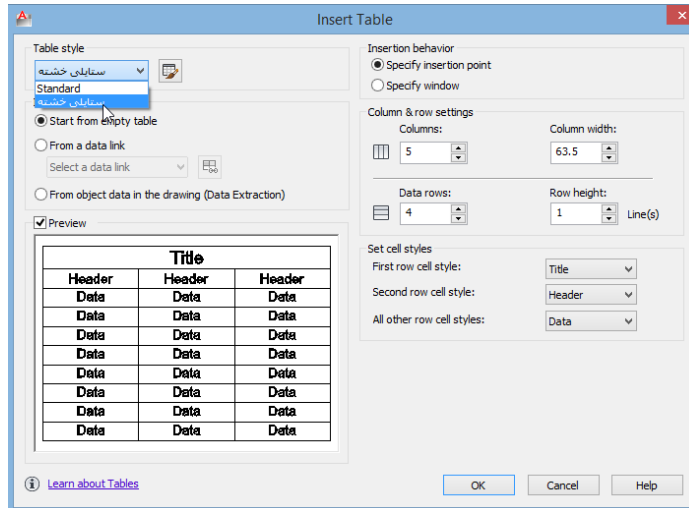 Insert Table
Table style
ستایلی خشته
Standard
ستایلی خشته
Start from empty table
From a data link
Select a data link
From object data in the drawing (Data Extraction)
Preview
Title
Header Header Header
Data Data Data
Data Data Data
Data Data Data
Data Data Data
Data Data Data
Data Data Data
Data Data Data
Data Data Data
Learn about Tables
Insertion behavior
Specify insertion point
Specify window
Column & row settings
Columns: Column width:
5 63.5
Data rows: Row height:
4 1 Line(s)
Set cell styles
First row cell style: Title
Second row cell style: Header
All other row cell styles: Data
OK Cancel Help